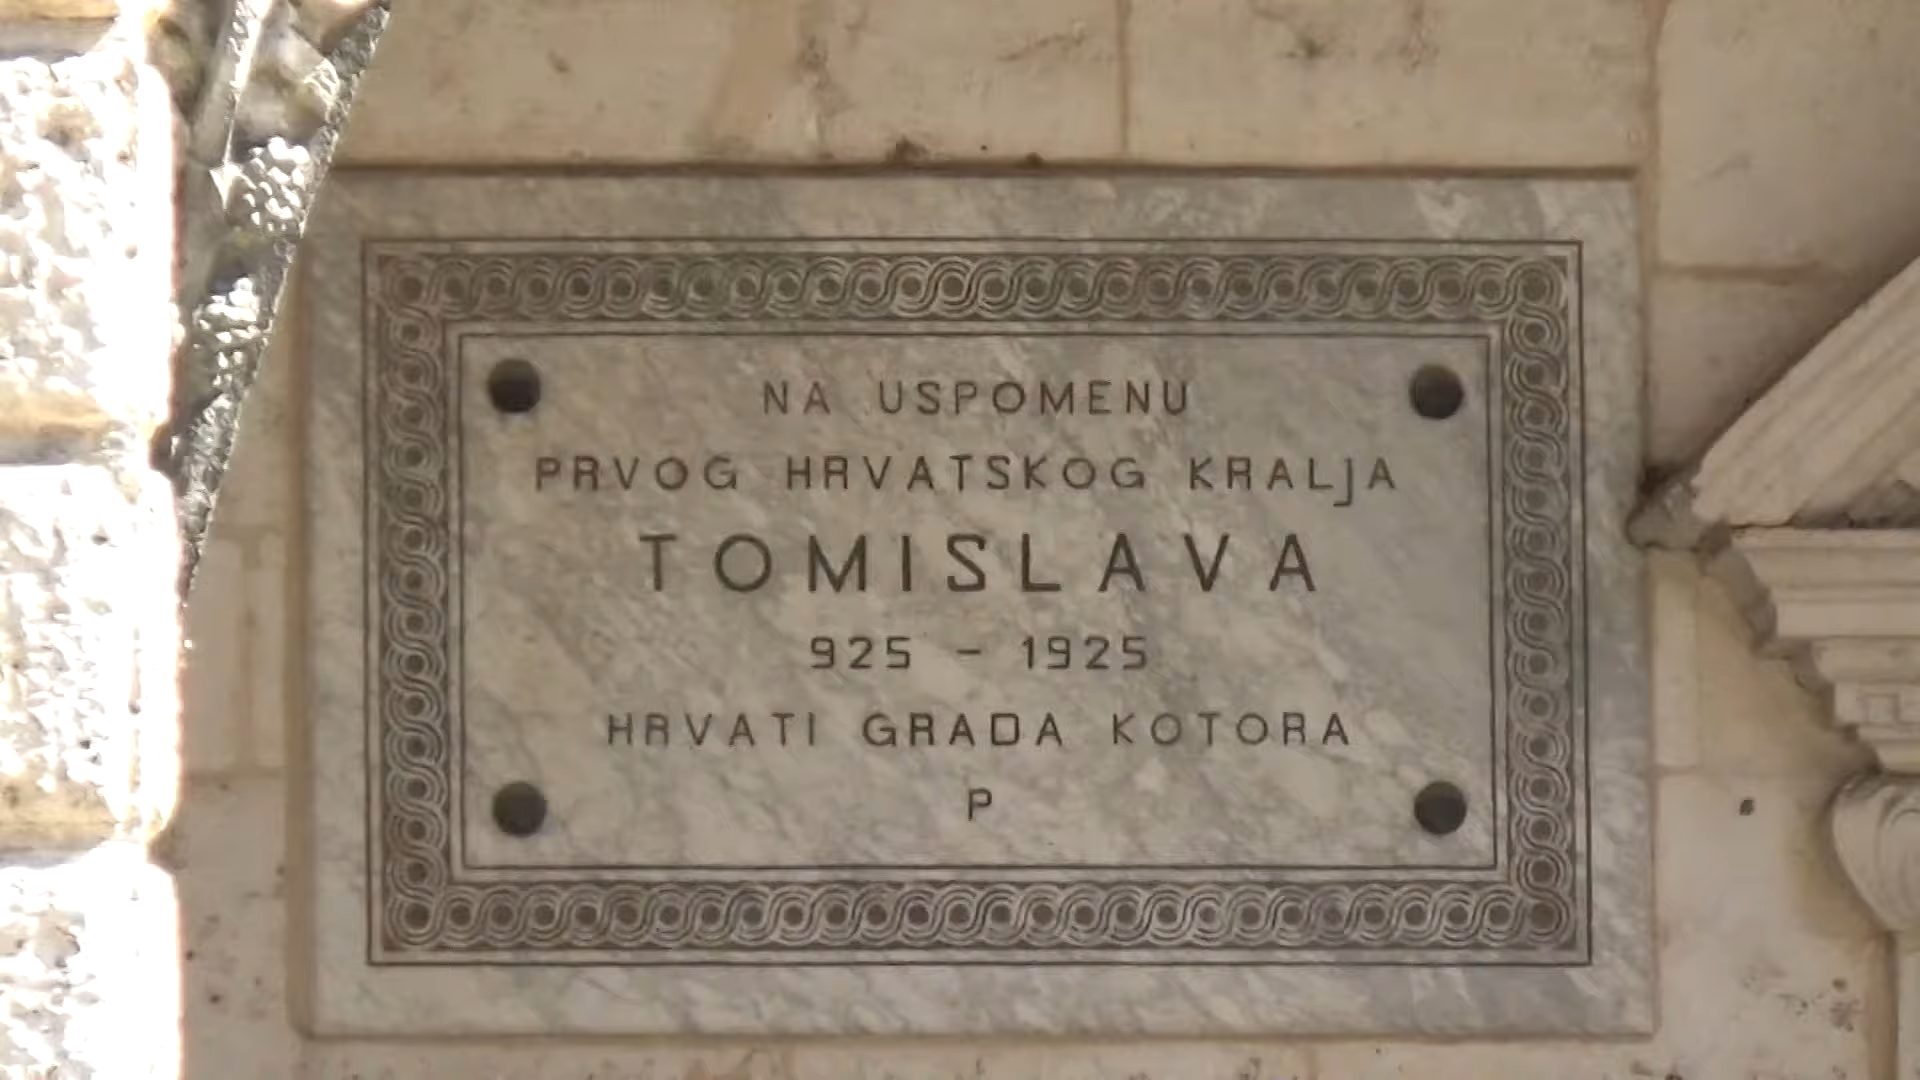 NA USPOMENU
PRVOG HRVATSKOG KRALJA
TOMISLAVA
925 – 1925
HRVATI GRADA KOTORA
P